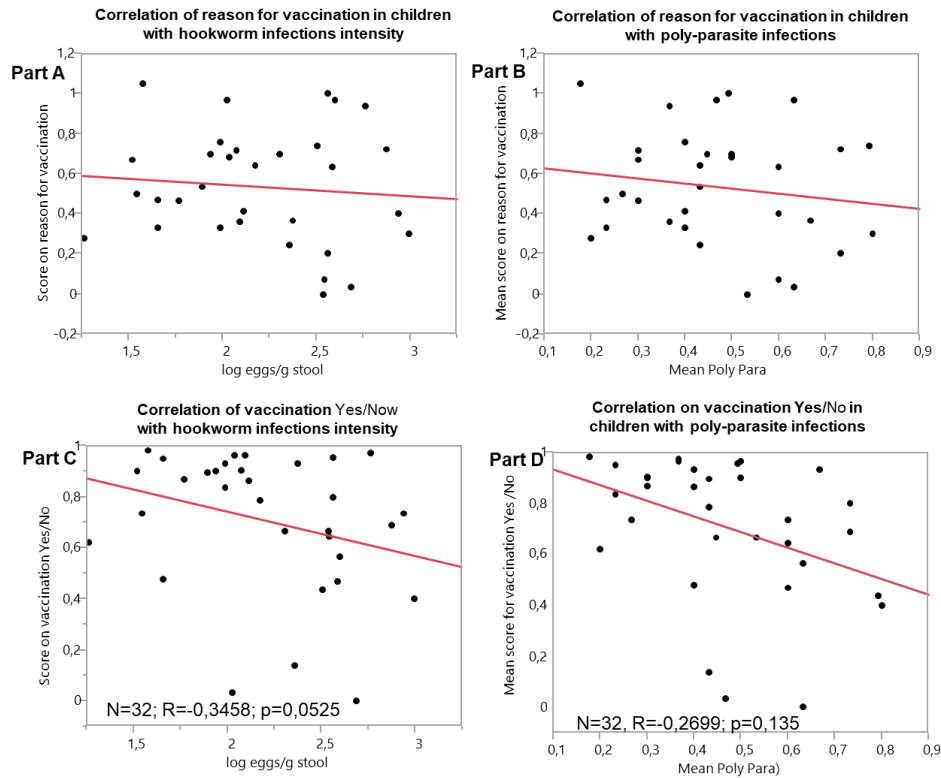 Correlation of reason for vaccination in children
with hookworm infections intensity
Part A
1,2
1
0,8
0,6
0,4
0,2
0
-0,2
Score on reason for vaccination
1,5 2 2,5 3
log eggs/g stool
Correlation of reason for vaccination in children
with poly-parasite infections
Part B
1,2
1
0,8
0,6
0,4
0,2
0
-0,2
Mean score on reason for vaccination
0,1 0,2 0,3 0,4 0,5 0,6 0,7 0,8 0,9
Mean Poly Para
Correlation of vaccination Yes/Now
with hookworm infections intensity
Part C
1
0,8
0,6
0,4
0,2
0
Score on vaccination Yes/No
N=32; R=-0,3458; p=0,0525
1,5 2 2,5 3
log eggs/g stool
Correlation on vaccination Yes/No in
children with poly-parasite infections
Part D
1
0,8
0,6
0,4
0,2
0
Mean score for vaccination Yes /No
N=32, R=-0,2699; p=0,135
0,1 0,2 0,3 0,4 0,5 0,6 0,7 0,8 0,9
Mean Poly Para)